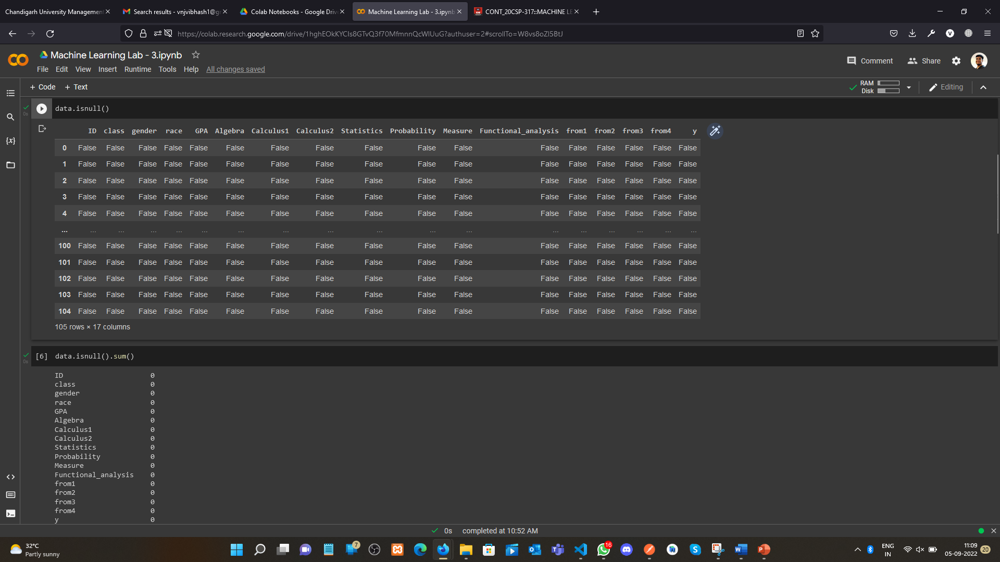 Chandigarh University Management
Search results - vnjvibhash1@g
Colab Notebooks - Google Drive
Machine Learning Lab - 3.ipynb
CONT_20CSP-317::MACHINE LE
https://colab.research.google.com/drive/1hghEOkKYCIs8GTvQ3f70MfmnnQcWlUuG?authuser=2#scrollTo=W8vs8oZl5BtJ
Machine Learning Lab - 3.ipynb
File Edit View Insert Runtime Tools Help All changes saved
Comment Share
+ Code + Text
RAM
Disk
Editing
0s
data.isnull()
ID class gender race GPA Algebra Calculus1 Calculus2 Statistics Probability Measure Functional_analysis from1 from2 from3 from4 y
0 False False False False False False False False False False False False False False False False False
1 False False False False False False False False False False False False False False False False False
2 False False False False False False False False False False False False False False False False False
3 False False False False False False False False False False False False False False False False False
4 False False False False False False False False False False False False False False False False False
... ... ... ... ... ... ... ... ... ... ... ... ... ... ... ... ... ...
100 False False False False False False False False False False False False False False False False False
101 False False False False False False False False False False False False False False False False False
102 False False False False False False False False False False False False False False False False False
103 False False False False False False False False False False False False False False False False False
104 False False False False False False False False False False False False False False False False False
105 rows × 17 columns
0s
[6] data.isnull().sum()
ID 0
class 0
gender 0
race 0
GPA 0
Algebra 0
Calculus1 0
Calculus2 0
Statistics 0
Probability 0
Measure 0
Functional_analysis 0
from1 0
from2 0
from3 0
from4 0
y 0
0s completed at 10:52 AM
32°C
Partly sunny
7
16
ENG
IN
11:09
05-09-2022
20